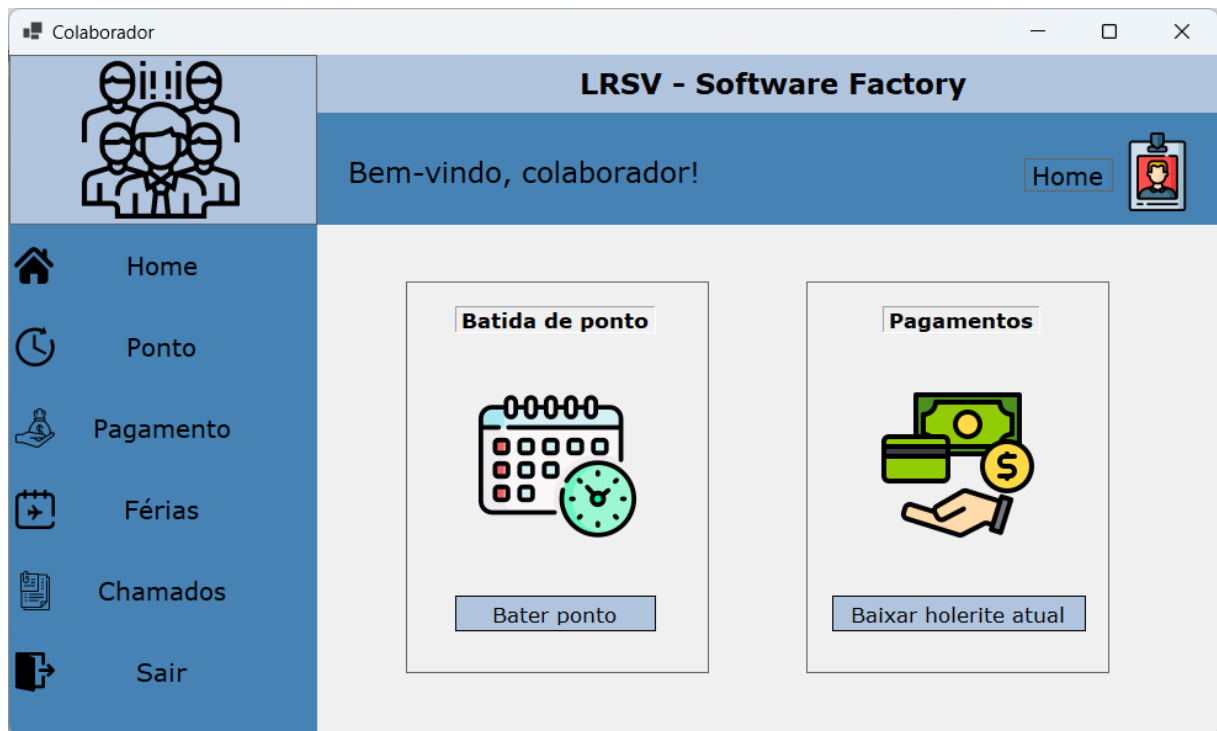 Colaborador
LRSV - Software Factory
Bem-vindo, colaborador!
Home
Home
Ponto
Pagamento
Férias
Chamados
Sair
Batida de ponto
Bater ponto
Pagamentos
Baixar holerite atual